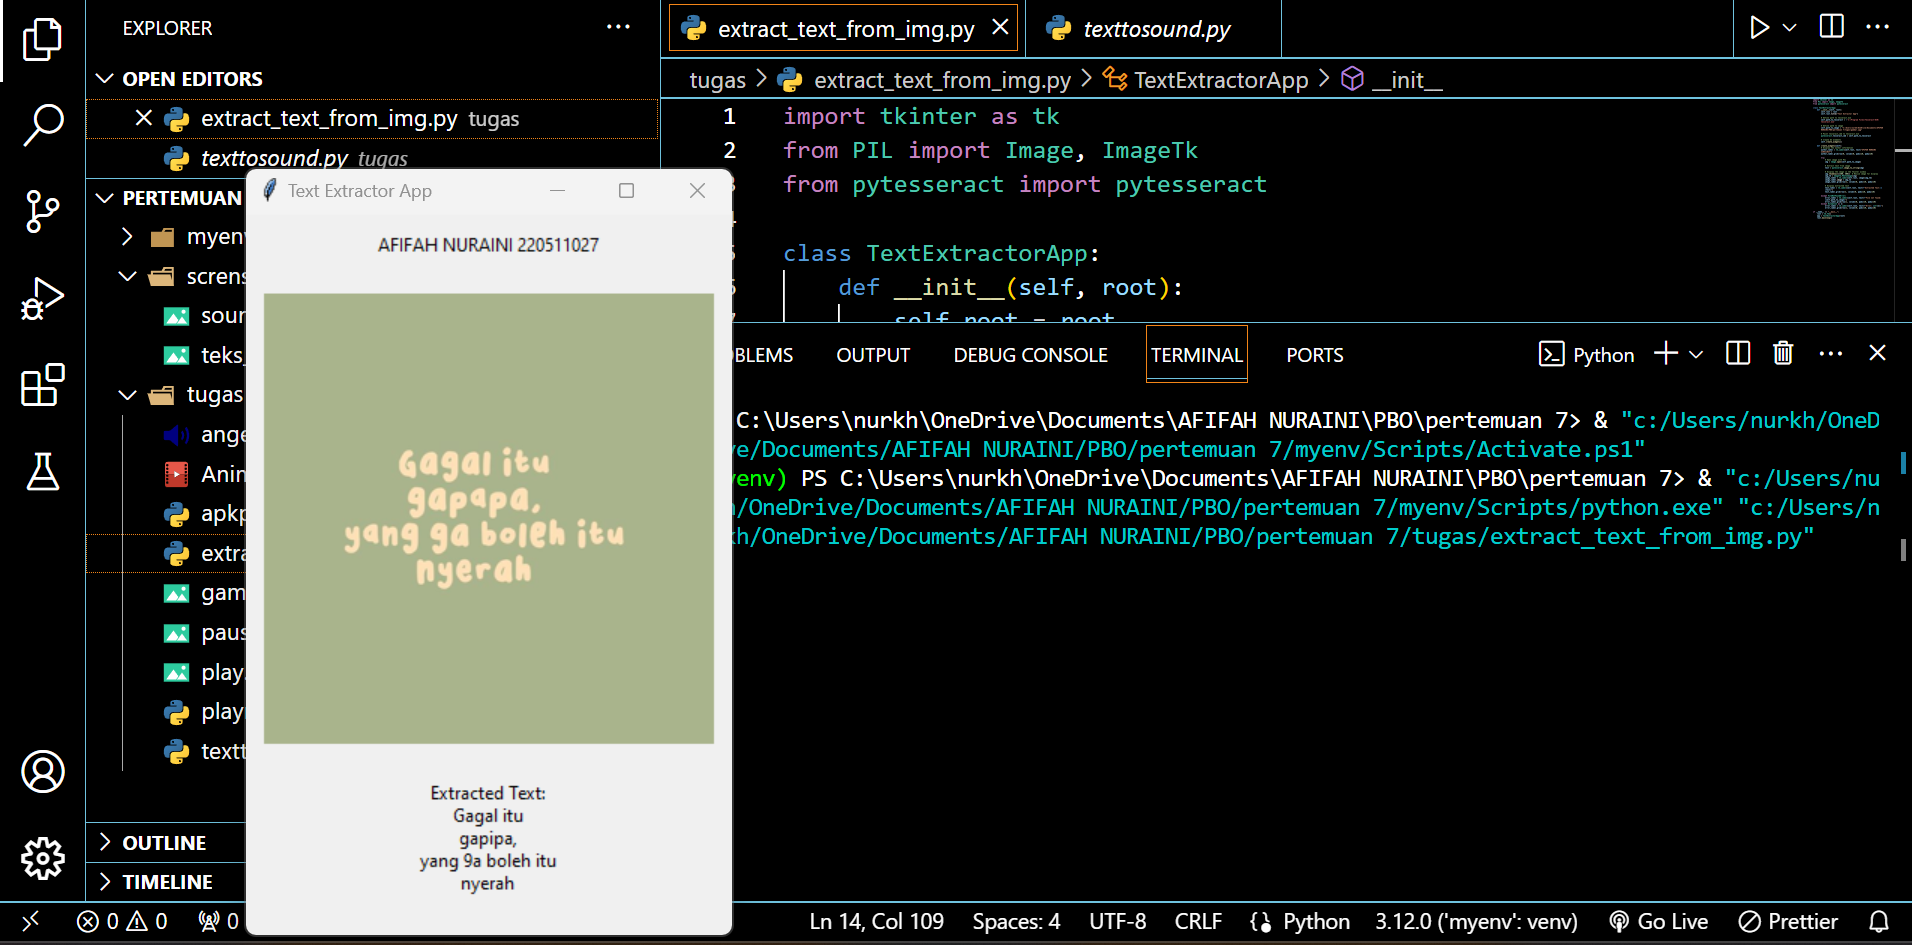 EXPLORER
OPEN EDITORS
extract_text_from_img.py tugas
texttosound.py tugas
PERTEMUAN
myenv
screns
sour
teks_
tugas
ange
Anin
apkp
extra
gam
paus
play
play
textt
OUTLINE
TIMELINE
0 0 0
extract_text_from_img.py
texttosound.py
tugas > extract_text_from_img.py > TextExtractorApp > __init__
1 import tkinter as tk
2 from PIL import Image, ImageTk
from pytesseract import pytesseract
class TextExtractorApp:
def __init__(self, root):
self.root = root
BLEMS OUTPUT DEBUG CONSOLE TERMINAL PORTS
Python
C:\Users\nurkh\OneDrive\Documents\AFIFAH NURAINI\PBO\pertemuan 7> & "c:/Users/nurkh/OneD
ve/Documents/AFIFAH NURAINI/PBO/pertemuan 7/myenv/Scripts/Activate.ps1"
yenv) PS C:\Users\nurkh\OneDrive\Documents\AFIFAH NURAINI\PBO\pertemuan 7> & "c:/Users/nu
h/OneDrive/Documents/AFIFAH NURAINI/PBO/pertemuan 7/myenv/Scripts/python.exe" "c:/Users/n
kh/OneDrive/Documents/AFIFAH NURAINI/PBO/pertemuan 7/tugas/extract_text_from_img.py"
Text Extractor App
AFIFAH NURAINI 220511027
Gagal itu
gapapa,
yang ga boleh itu
nyerah
Extracted Text:
Gagal itu
gapipa,
yang 9a boleh itu
nyerah
Ln 14, Col 109 Spaces: 4 UTF-8 CRLF Python 3.12.0 ('myenv': venv) Go Live Prettier